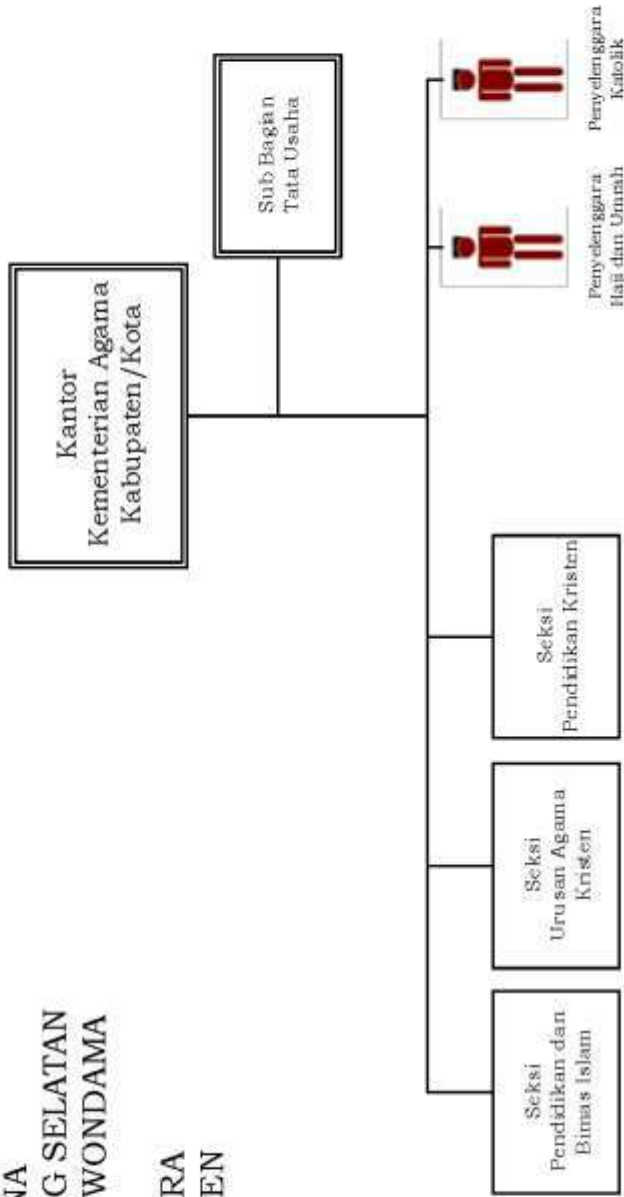 NA
G SELATAN
WONDAMA
RA
EN
Kantor
Kementerian Agama
Kabupaten/Kota
Sub Bagian
Tata Usaha
Seksi
Pendidikan dan
Bimas Islam
Seksi
Urusan Agama
Kristen
Seksi
Pendidikan Kristen
Penyelenggara
Haji dan Umrah
Penyelenggara
Katolik